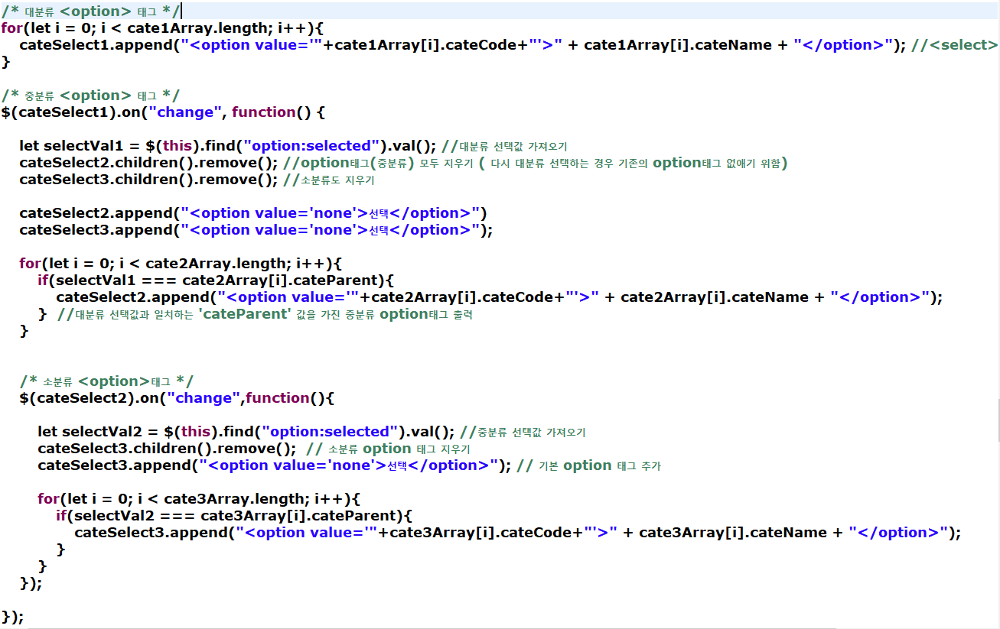 /* 대분류 <option> 태그 */
for(let i = 0; i < cate1Array.length; i++){
cateSelect1.append("<option value='"+cate1Array[i].cateCode+"'>" + cate1Array[i].cateName + "</option>"); //<select>
}
/* 중분류 <option> 태그 */
$(cateSelect1).on("change", function() {
let selectVal1 = $(this).find("option:selected").val(); //대분류 선택값 가져오기
cateSelect2.children().remove(); //option태그(중분류) 모두 지우기 ( 다시 대분류 선택하는 경우 기존의 option태그 없애기 위함)
cateSelect3.children().remove(); //소분류도 지우기
cateSelect2.append("<option value='none'>선택</option>")
cateSelect3.append("<option value='none'>선택</option>");
for(let i = 0; i < cate2Array.length; i++){
if(selectVal1 === cate2Array[i].cateParent){
cateSelect2.append("<option value='"+cate2Array[i].cateCode+"'>" + cate2Array[i].cateName + "</option>");
} //대분류 선택값과 일치하는 'cateParent' 값을 가진 중분류 option태그 출력
}
/* 소분류 <option>태그 */
$(cateSelect2).on("change",function(){
let selectVal2 = $(this).find("option:selected").val(); //중분류 선택값 가져오기
cateSelect3.children().remove(); // 소분류 option 태그 지우기
cateSelect3.append("<option value='none'>선택</option>"); // 기본 option 태그 추가
for(let i = 0; i < cate3Array.length; i++){
if(selectVal2 === cate3Array[i].cateParent){
cateSelect3.append("<option value='"+cate3Array[i].cateCode+"'>" + cate3Array[i].cateName + "</option>");
}
}
});
});